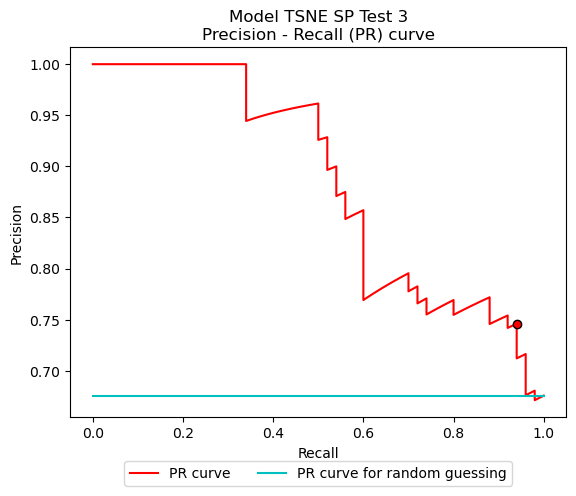 Model TSNE SP Test 3
Precision - Recall (PR) curve
1.00
0.95
0.90
0.85
0.80
0.75
0.70
Precision
0.0 0.2 0.4 0.6 0.8 1.0
Recall
PR curve PR curve for random guessing